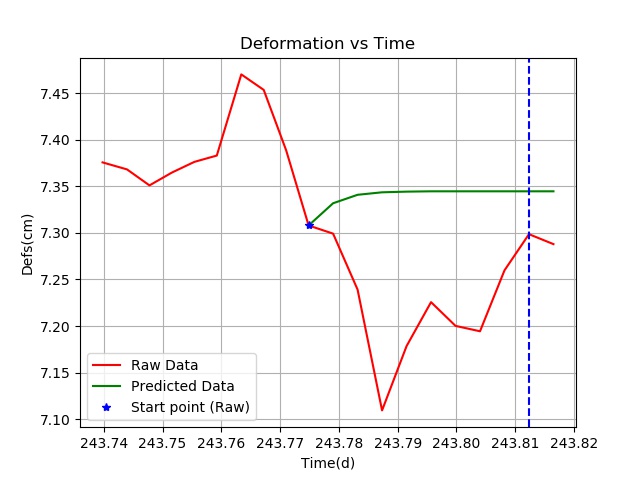 Deformation vs Time
Defs(cm)
7.45
7.40
7.35
7.30
7.25
7.20
7.15
7.10
Raw Data
Predicted Data
Start point (Raw)
243.74 243.75 243.76 243.77 243.78 243.79 243.80 243.81 243.82
Time(d)